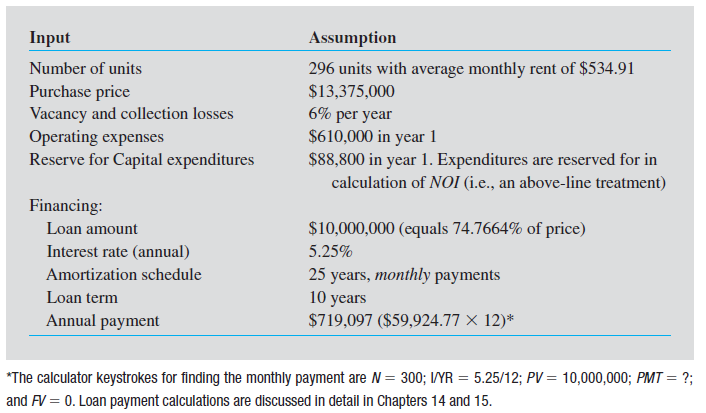 Input Assumption
Number of units 296 units with average monthly rent of $534.91
Purchase price $13,375,000
Vacancy and collection losses 6% per year
Operating expenses $610,000 in year 1
Reserve for Capital expenditures $88,800 in year 1. Expenditures are reserved for in
calculation of NOI (i.e., an above-line treatment)
Financing:
Loan amount $10,000,000 (equals 74.7664% of price)
Interest rate (annual) 5.25%
Amortization schedule 25 years, monthly payments
Loan term 10 years
Annual payment $719,097 ($59,924.77 × 12)*
*The calculator keystrokes for finding the monthly payment are N = 300; I/YR = 5.25/12; PV = 10,000,000; PMT = ?;
and FV = 0. Loan payment calculations are discussed in detail in Chapters 14 and 15.